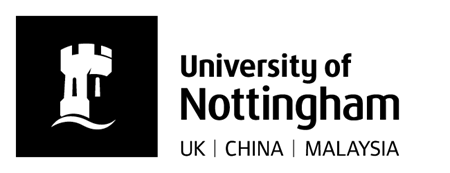 University of
Nottingham
UK | CHINA | MALAYSIA